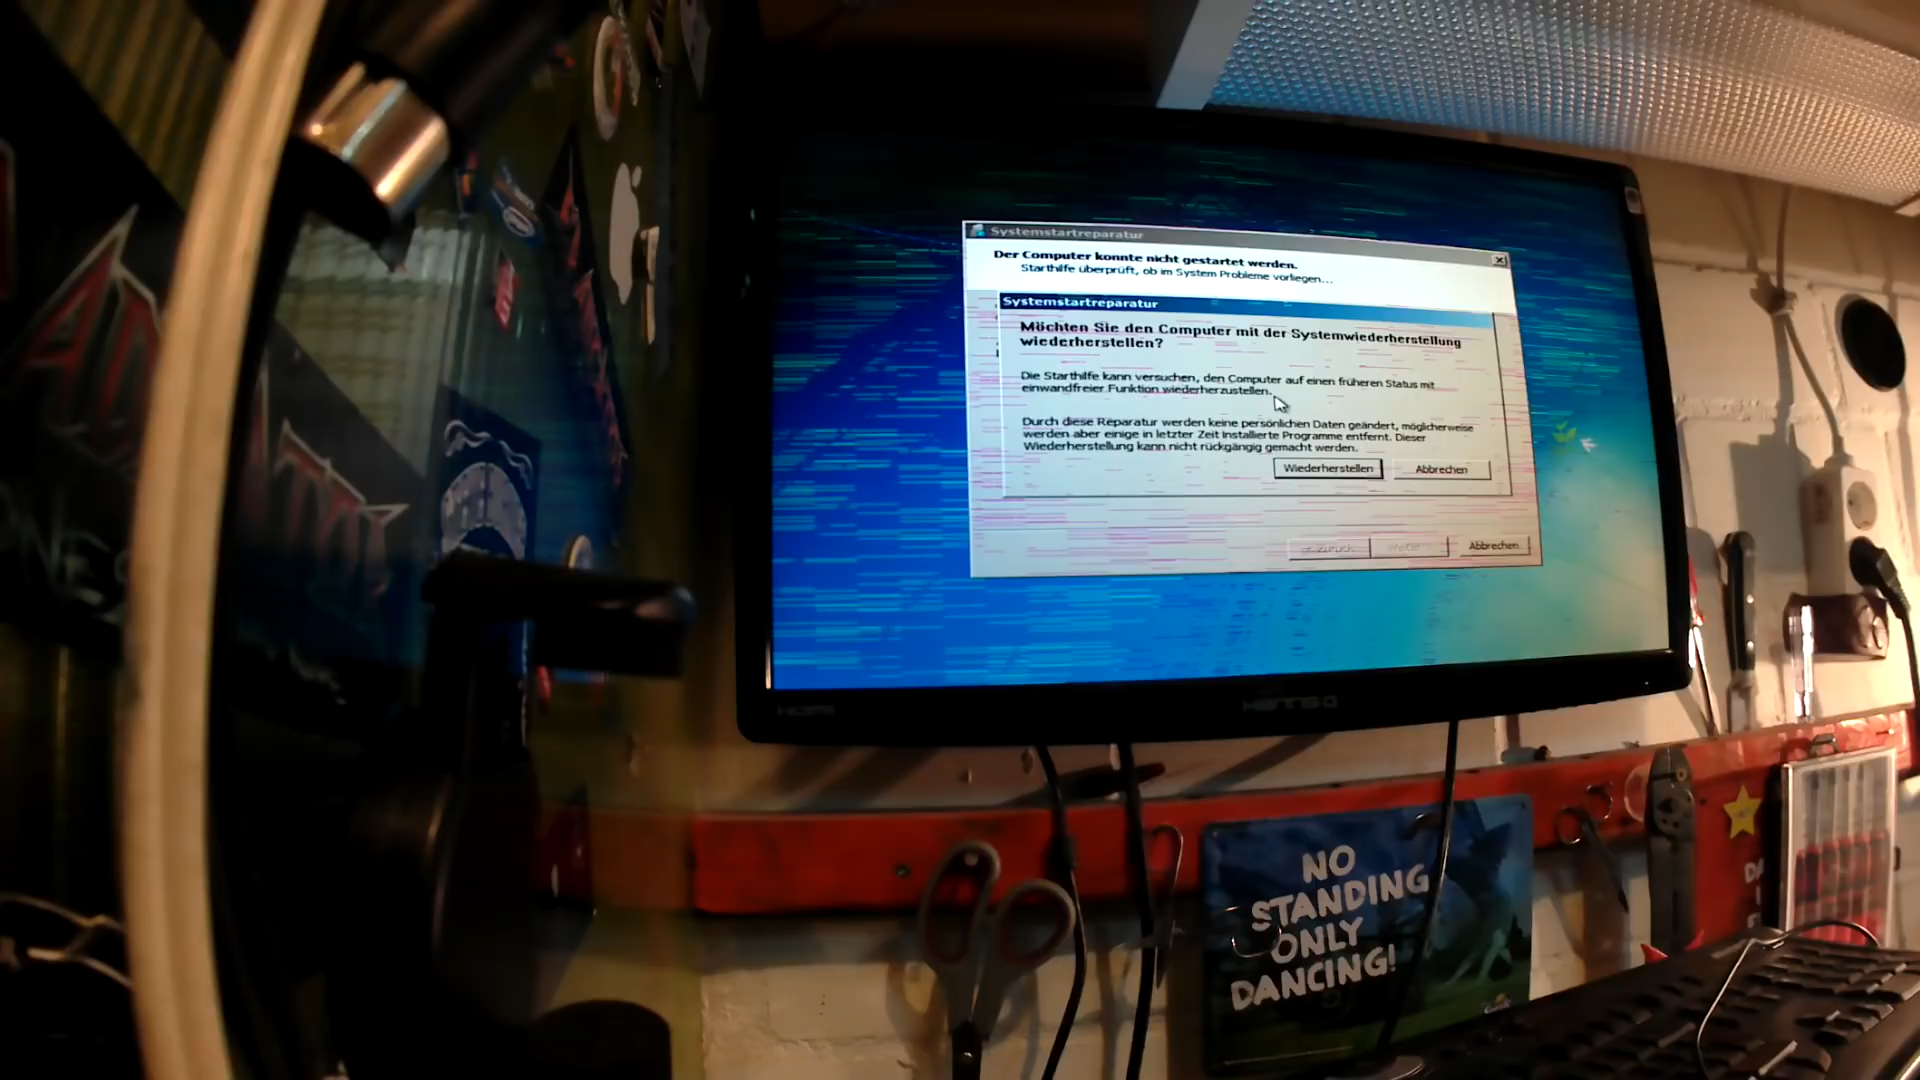 Systemstartreparatur
Der Computer konnte nicht gestartet werden.
Starthilfe überprüft, ob im System Probleme vorliegen...
Systemstartreparatur
Möchten Sie den Computer mit der Systemwiederherstellung
wiederherstellen?
Die Starthilfe kann versuchen, den Computer auf einen früheren Status mit
einwandfreier Funktion wiederherzustellen.
Durch diese Reparatur werden keine persönlichen Daten geändert, möglicherweise
werden aber einige in letzter Zeit installierte Programme entfernt. Dieser
Wiederherstellung kann nicht rückgängig gemacht werden.
Wiederherstellen
Abbrechen
< Zurück
Weiter
Abbrechen
HANNS-G
NO
STANDING
ONLY
DANCING!